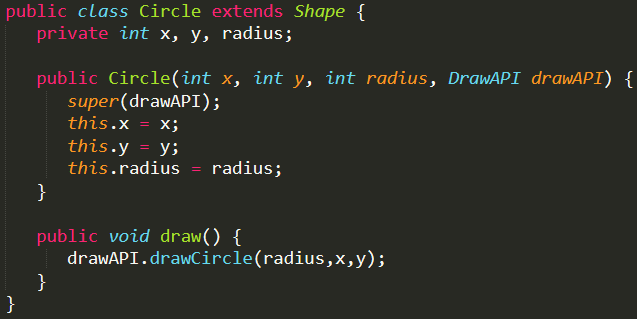 public class Circle extends Shape {
   private int x, y, radius;

   public Circle(int x, int y, int radius, DrawAPI drawAPI) {
      super(drawAPI);
      this.x = x;
      this.y = y;
      this.radius = radius;
   }

   public void draw() {
      drawAPI.drawCircle(radius,x,y);
   }
}